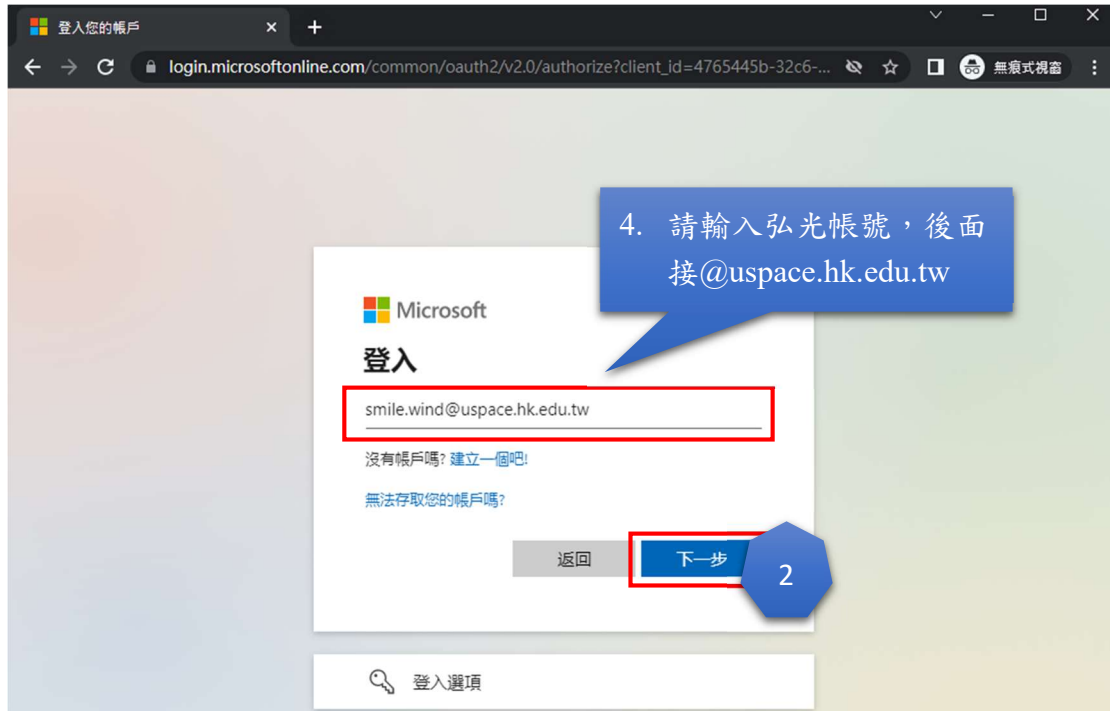 登入您的帳戶
login.microsoftonline.com/common/oauth2/v2.0/authorize?client_id=4765445b-32c6-...
無痕式視窗
4. 請輸入弘光帳號，後面
接@uspace.hk.edu.tw
Microsoft
登入
smile.wind@uspace.hk.edu.tw
沒有帳戶嗎? 建立一個吧!
無法存取您的帳戶嗎?
返回
下一步
2
登入選項